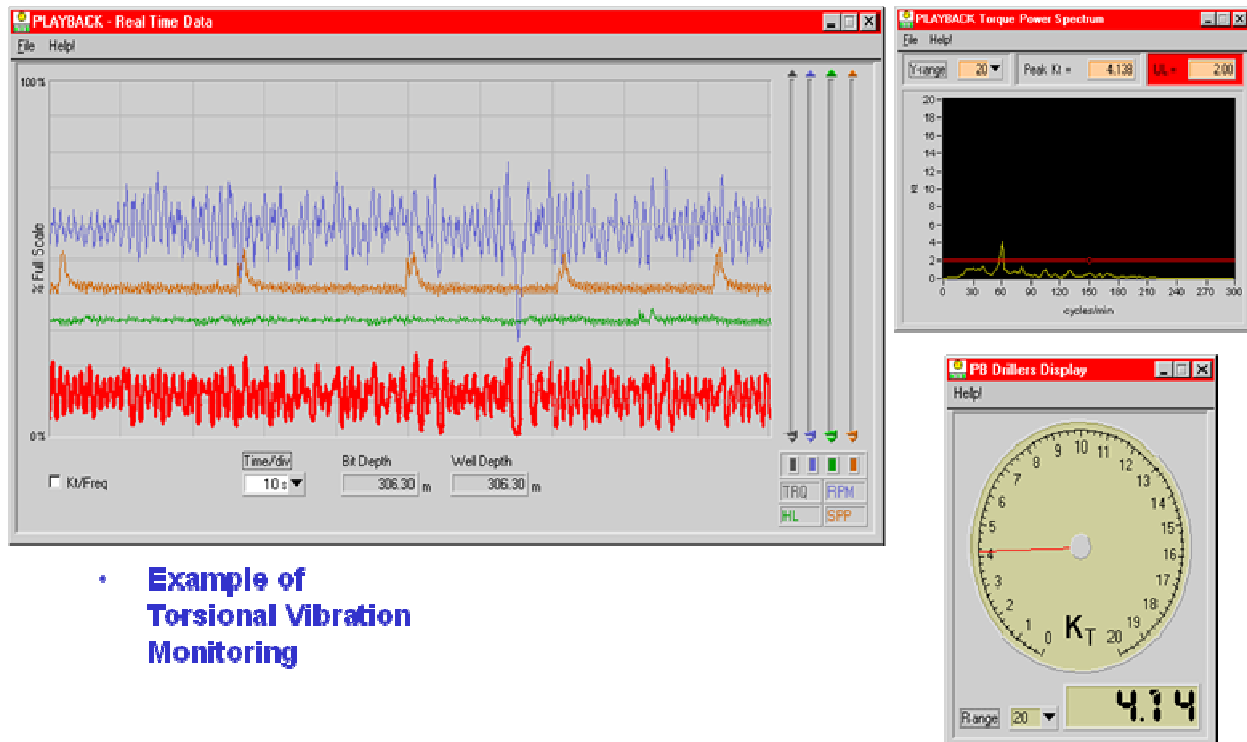 PLAYBACK - Real Time Data
File Help!
100%
% Full Scale
0%
Kt/Freq
Time/div
10 s
Bit Depth
306.30 m
Well Depth
306.30 m
TRQ RPM
HL SPP
PLAYBACK Torque Power Spectrum
File Help!
Y-range 20 Peak Kt = 4.139 UL = 2.00
20
18
16
14
12
10
8
6
4
2
0
0 30 60 90 120 150 180 210 240 270 300
cycles/min
PB Drillers Display
Help!
0 1 2 3 4 5 6 7 8 9 10 11 12 13 14 15 16 17 18 19 20
KT
Range 20
4.14
• Example of
Torsional Vibration
Monitoring